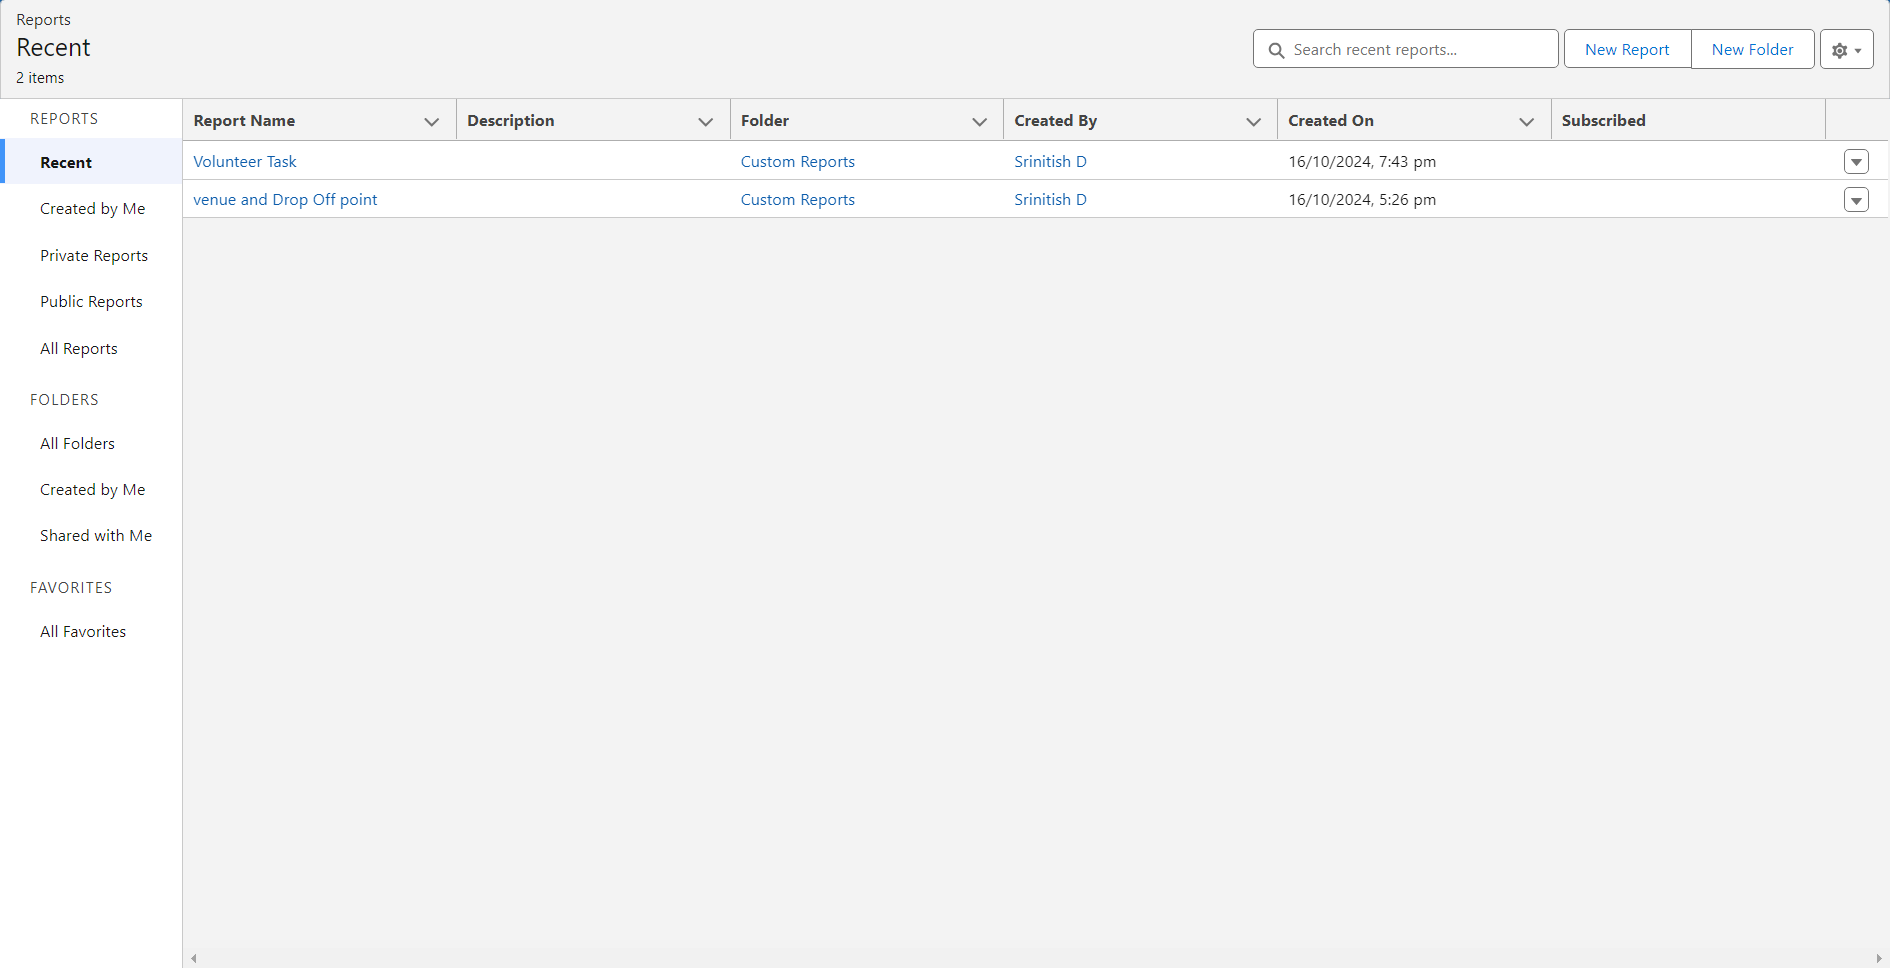 Reports
Recent
2 items
Search recent reports...
New Report
New Folder
REPORTS
Recent
Created by Me
Private Reports
Public Reports
All Reports
FOLDERS
All Folders
Created by Me
Shared with Me
FAVORITES
All Favorites
Report Name Description Folder Created By Created On Subscribed
Volunteer Task Custom Reports Srinitish D 16/10/2024, 7:43 pm
venue and Drop Off point Custom Reports Srinitish D 16/10/2024, 5:26 pm